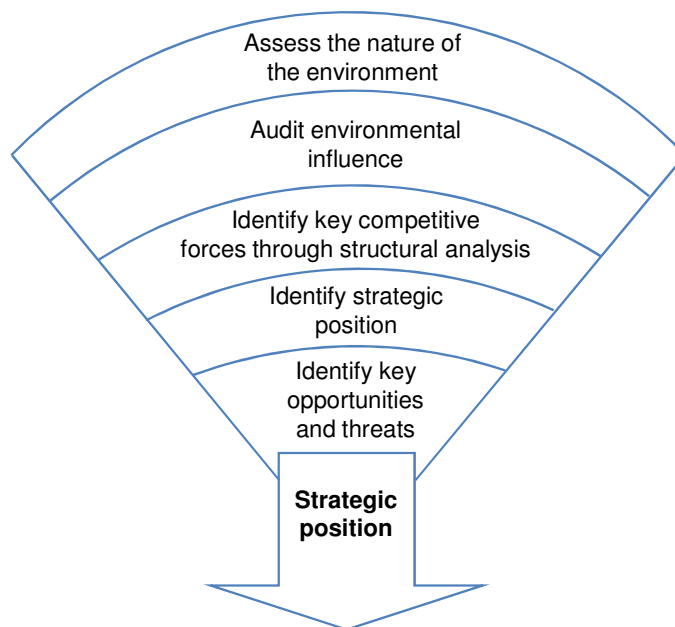 Assess the nature of
the environment
Audit environmental
influence
Identify key competitive
forces through structural analysis
Identify strategic
position
Identify key
opportunities
and threats
Strategic
position